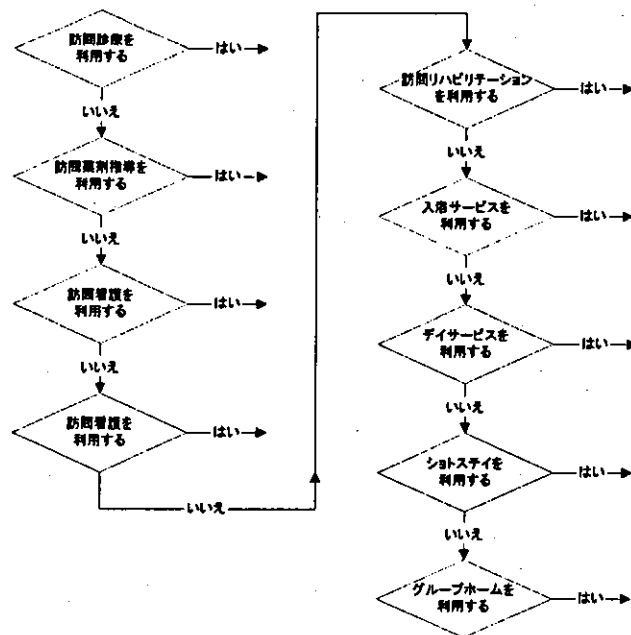 訪問診療を
利用する
はい
いいえ
訪問薬剤指導を
利用する
はい
いいえ
訪問看護を
利用する
はい
いいえ
訪問看護を
利用する
はい
いいえ
訪問リハビリテーション
を利用する
はい
いいえ
入浴サービスを
利用する
はい
いいえ
デイサービスを
利用する
はい
いいえ
ショトステイを
利用する
はい
いいえ
グループホームを
利用する
はい